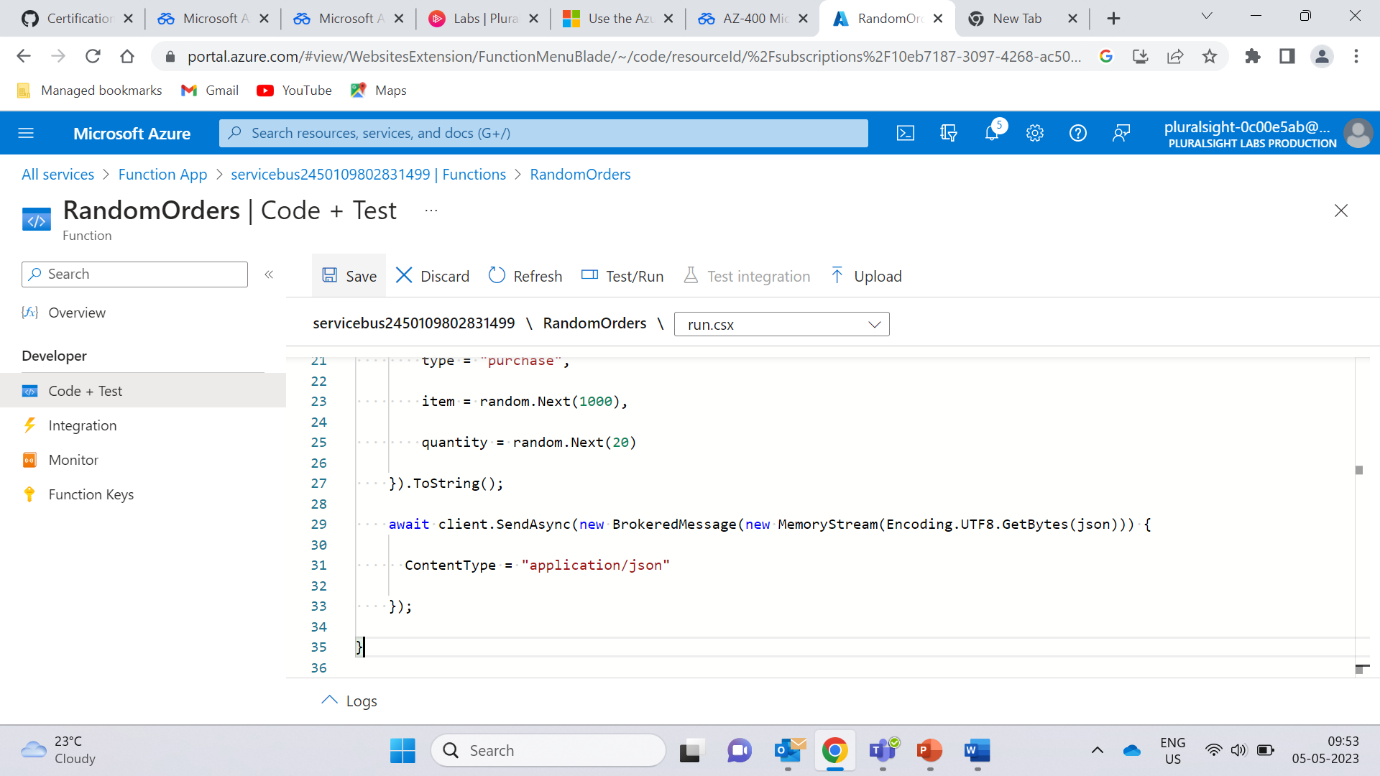 Certification
Microsoft A
Microsoft A
Labs | Plura
Use the Az
AZ-400 Mic
RandomOr
New Tab
portal.azure.com/#view/WebsitesExtension/FunctionMenuBlade/~/code/resourceId/%2Fsubscriptions%2F10eb7187-3097-4268-ac50...
Managed bookmarks
Gmail
YouTube
Maps
Microsoft Azure
Search resources, services, and docs (G+/)
5
pluralsight-0c00e5ab@...
PLURALSIGHT LABS PRODUCTION
All services > Function App > servicebus2450109802831499 | Functions > RandomOrders
RandomOrders | Code + Test ...
Function
Search
«
Save
Discard
Refresh
Test/Run
Test integration
Upload
Overview
Developer
Code + Test
Integration
Monitor
Function Keys
servicebus2450109802831499 \ RandomOrders \ run.csx
21 type = "purchase",
22
23 item = random.Next(1000),
24
25 quantity = random.Next(20)
26
27 }).ToString();
28
29 await client.SendAsync(new BrokeredMessage(new MemoryStream(Encoding.UTF8.GetBytes(json))) {
30
31 ContentType = "application/json"
32
33 });
34
35 }
36
Logs
23°C
Cloudy
Search
ENG
US
09:53
05-05-2023